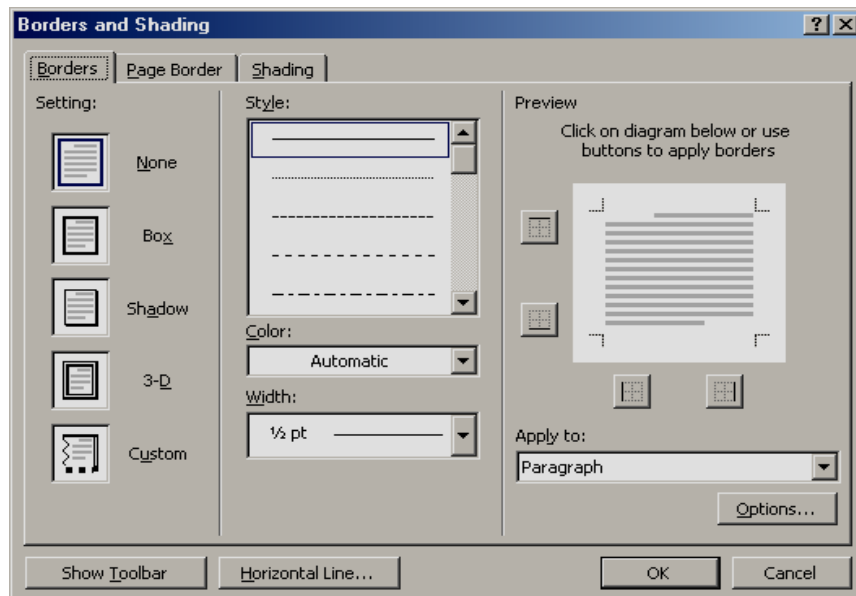 Borders and Shading
Borders
Page Border
Shading
Setting:
None
Box
Shadow
3-D
Custom
Style:
Color:
Automatic
Width:
½ pt
Preview
Click on diagram below or use
buttons to apply borders
Apply to:
Paragraph
Options...
Show Toolbar
Horizontal Line...
OK
Cancel